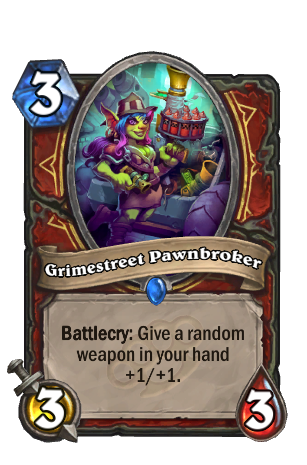 3
Grimestreet Pawnbroker
Battlecry: Give a random
weapon in your hand
+1/+1.
3
3